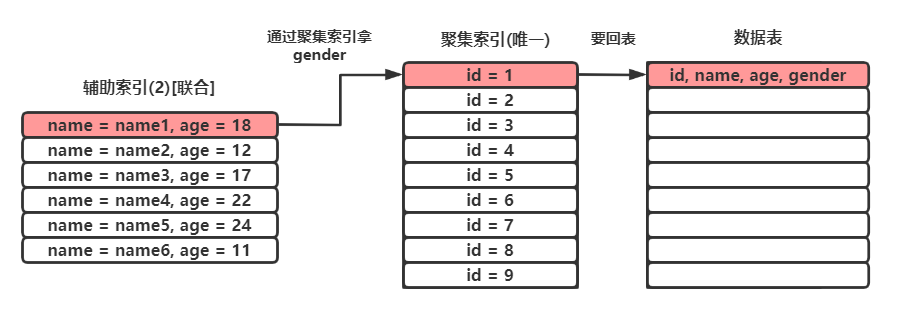 通过聚集索引拿
gender
聚集索引(唯一)
要回表
数据表
辅助索引(2)[联合]
name = name1, age = 18
name = name2, age = 12
name = name3, age = 17
name = name4, age = 22
name = name5, age = 24
name = name6, age = 11
id = 1
id = 2
id = 3
id = 4
id = 5
id = 6
id = 7
id = 8
id = 9
id, name, age, gender